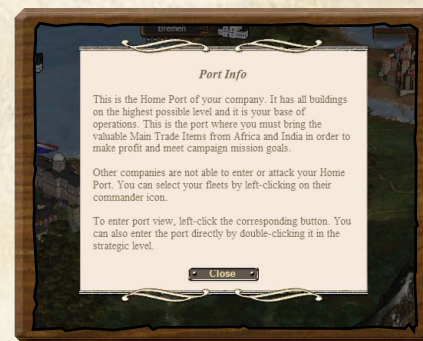 Bremen
Port Info
This is the Home Port of your company. It has all buildings
on the highest possible level and it is your base of
operations. This is the port where you must bring the
valuable Main Trade Items from Africa and India in order to
make profit and meet campaign mission goals.
Other companies are not able to enter or attack your Home
Port. You can select your fleets by left-clicking on their
commander icon.
To enter port view, left-click the corresponding button. You
can also enter the port directly by double-clicking it in the
strategic level.
Close